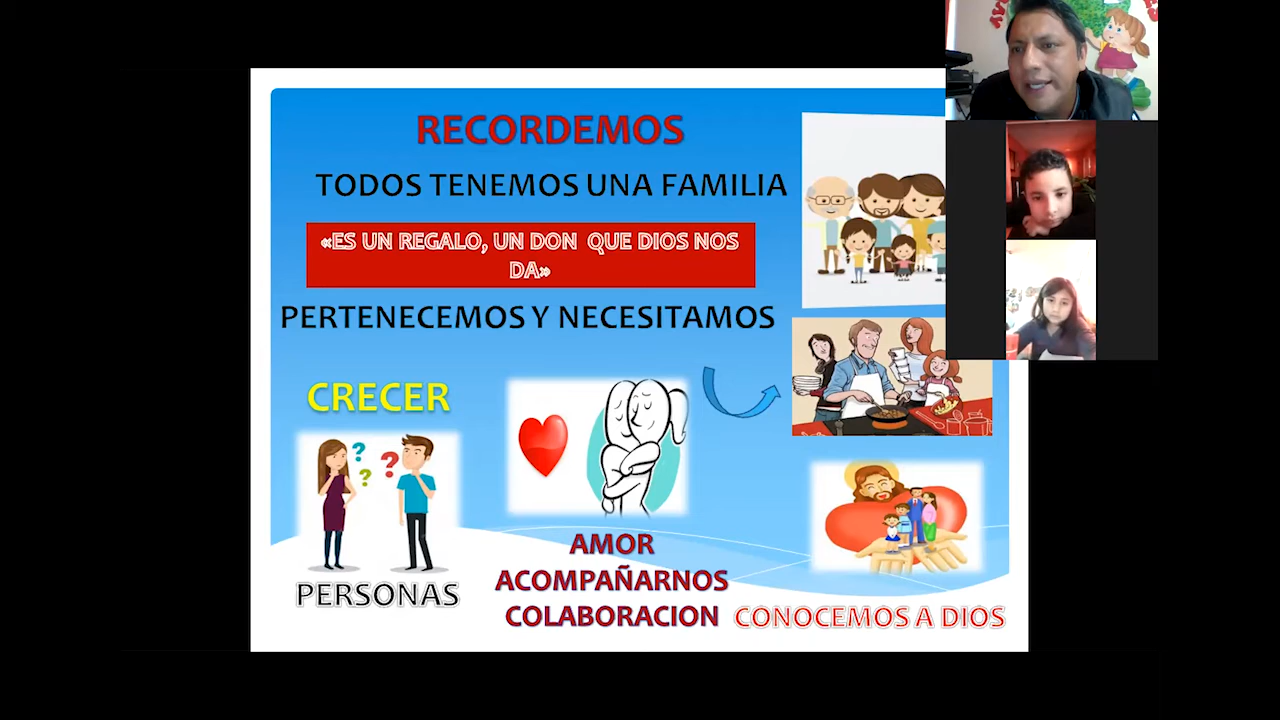 RECORDEMOS
TODOS TENEMOS UNA FAMILIA
«ES UN REGALO, UN DON QUE DIOS NOS
DA»
PERTENECEMOS Y NECESITAMOS
CRECER
? ? ?
PERSONAS
AMOR
ACOMPAÑARNOS
COLABORACION
CONOCEMOS A DIOS